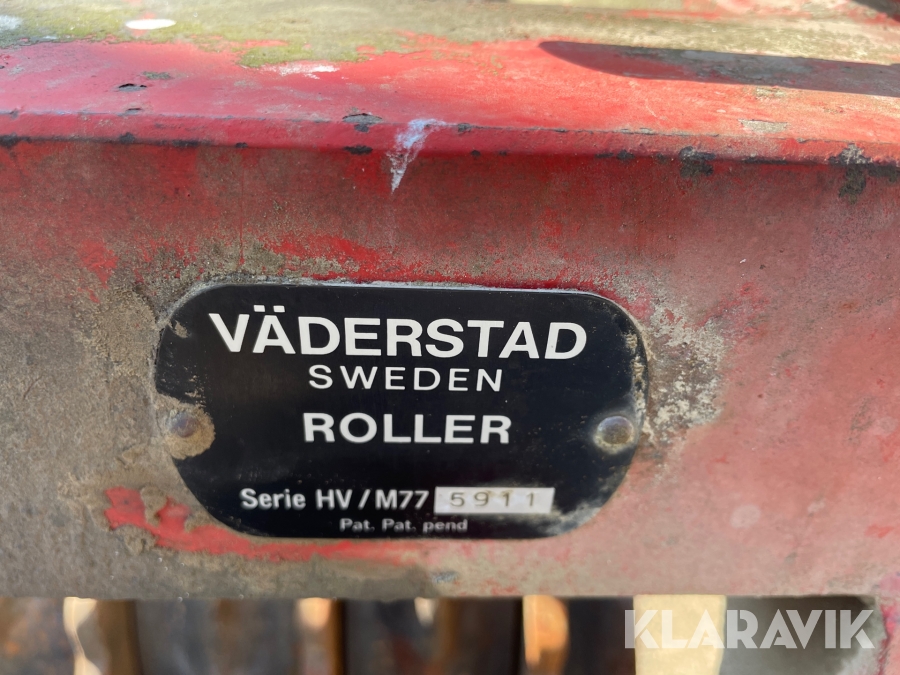 VÄDERSTAD
SWEDEN
ROLLER
Serie HV/M77 5911
Pat. Pat. pend
KLARAVIK